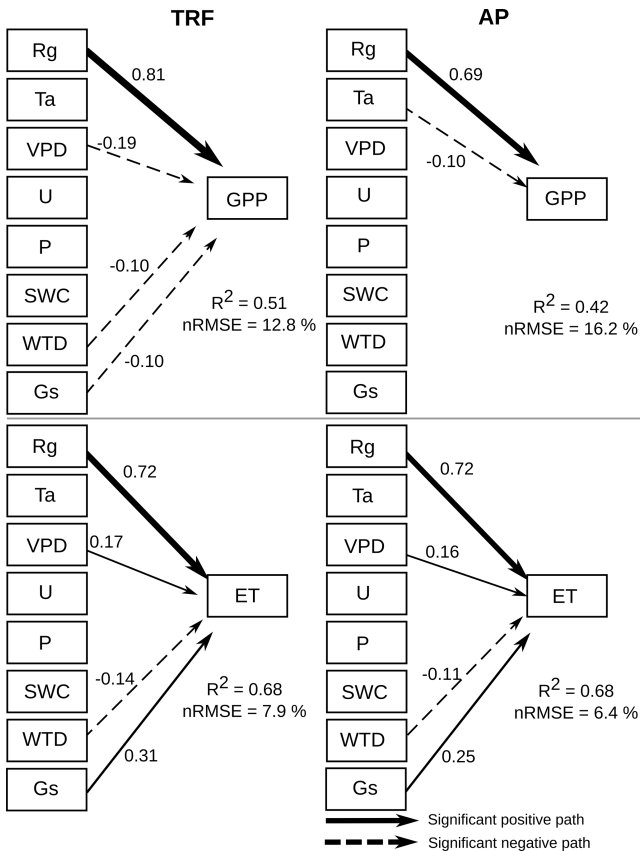 TRF
AP
Rg
Ta
VPD
U
P
SWC
WTD
Gs
0.81
-0.19
-0.10
-0.10
GPP
R² = 0.51
nRMSE = 12.8 %
Rg
Ta
VPD
U
P
SWC
WTD
Gs
0.69
-0.10
GPP
R² = 0.42
nRMSE = 16.2 %
Rg
Ta
VPD
U
P
SWC
WTD
Gs
0.72
0.17
-0.14
0.31
ET
R² = 0.68
nRMSE = 7.9 %
Rg
Ta
VPD
U
P
SWC
WTD
Gs
0.72
0.16
-0.11
0.25
ET
R² = 0.68
nRMSE = 6.4 %
Significant positive path
Significant negative path